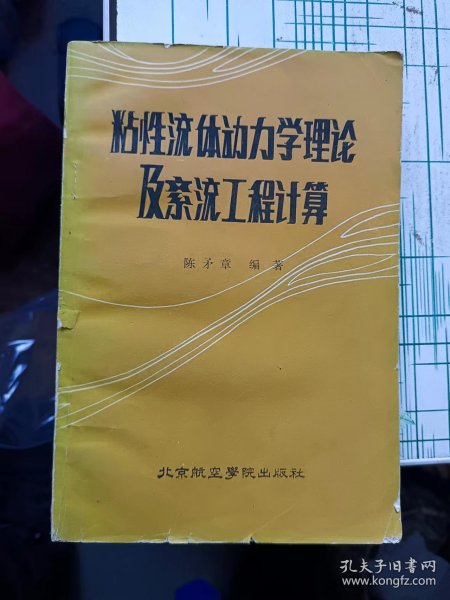 粘性流体动力学理论
及紊流工程计算
陈矛章 编著
北京航空學院出版社
孔夫子旧书网
www.kongfz.com